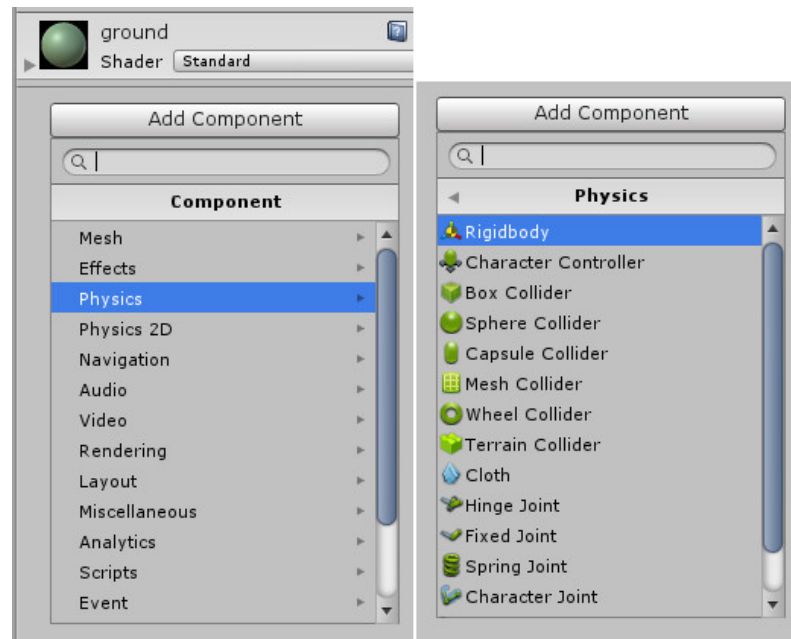 ground
Shader Standard
Add Component
Component
Mesh
Effects
Physics
Physics 2D
Navigation
Audio
Video
Rendering
Layout
Miscellaneous
Analytics
Scripts
Event
Add Component
Physics
Rigidbody
Character Controller
Box Collider
Sphere Collider
Capsule Collider
Mesh Collider
Wheel Collider
Terrain Collider
Cloth
Hinge Joint
Fixed Joint
Spring Joint
Character Joint